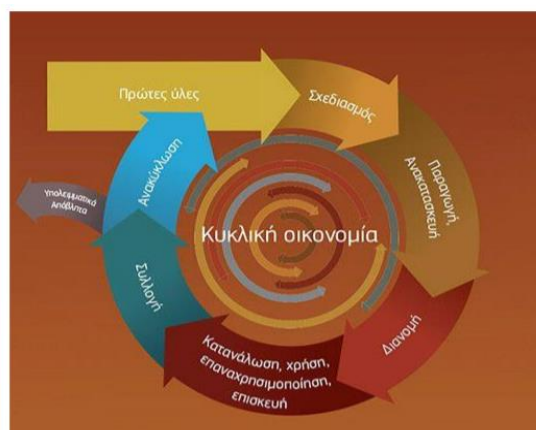 Πρώτες ύλες
Σχεδιασμός
Παραγωγή,
Ανακατασκευή
Διανομή
Κατανάλωση, χρήση,
επαναχρησιμοποίηση,
επισκευή
Συλλογή
Ανακύκλωση
Υπολειμματικά
Απόβλητα
Κυκλική οικονομία